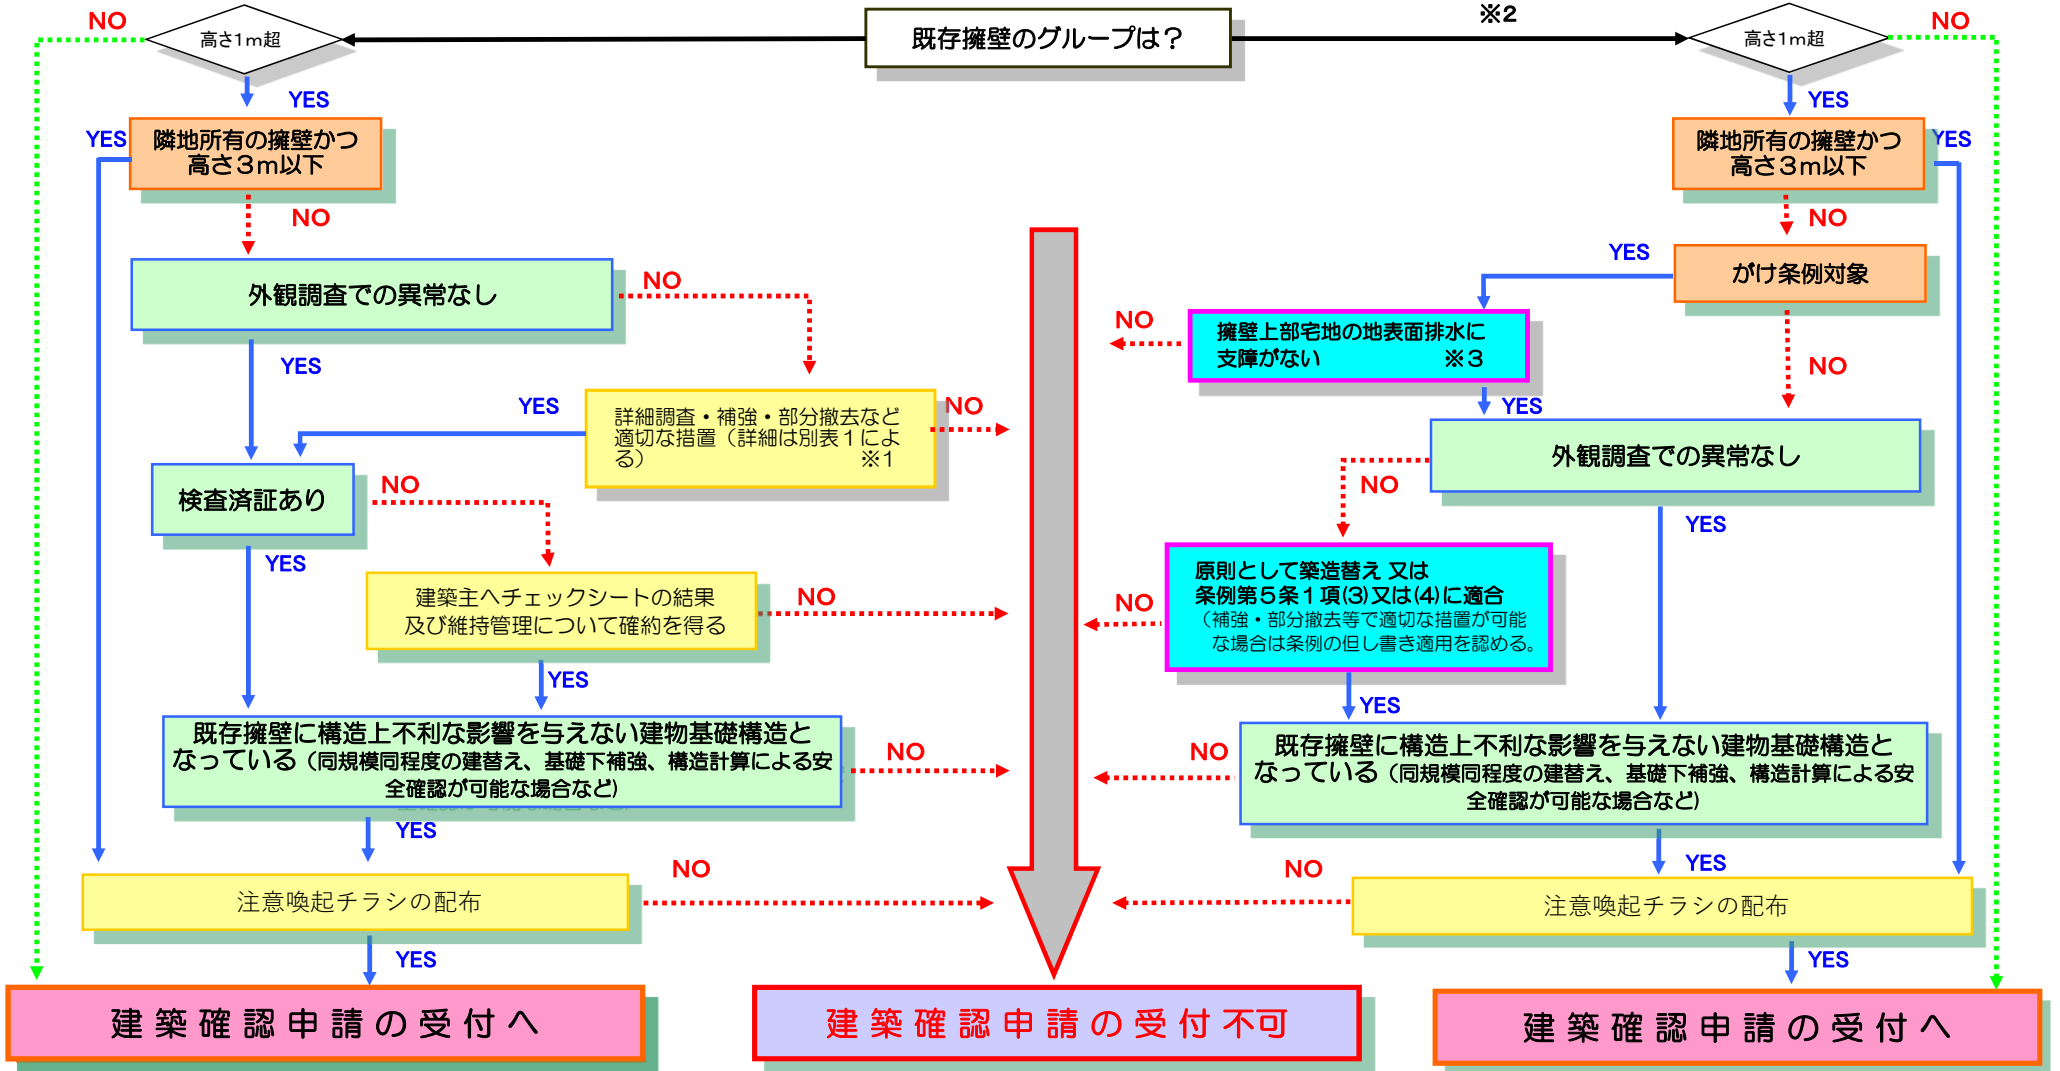 既存擁壁のグループは？
※2
高さ1m超
NO
YES
隣地所有の擁壁かつ
高さ3m以下
YES
NO
外観調査での異常なし
NO
YES
詳細調査・補強・部分撤去など
適切な措置（詳細は別表1によ
る） ※1
YES
NO
検査済証あり
NO
YES
建築主へチェックシートの結果
及び維持管理について確約を得る
NO
YES
既存擁壁に構造上不利な影響を与えない建物基礎構造と
なっている（同規模同程度の建替え、基礎下補強、構造計算による安
全確認が可能な場合など)
NO
YES
注意喚起チラシの配布
NO
YES
建築確認申請の受付へ
高さ1m超
NO
YES
隣地所有の擁壁かつ
高さ3m以下
YES
NO
がけ条例対象
YES
NO
擁壁上部宅地の地表面排水に
支障がない ※3
NO
YES
外観調査での異常なし
NO
YES
原則として築造替え 又は
条例第5条1項(3)又は(4)に適合
（補強・部分撤去等で適切な措置が可能
な場合は条例の但し書き適用を認める。
NO
YES
既存擁壁に構造上不利な影響を与えない建物基礎構造と
なっている（同規模同程度の建替え、基礎下補強、構造計算による安
全確認が可能な場合など)
NO
YES
注意喚起チラシの配布
NO
YES
建築確認申請の受付へ
建築確認申請の受付不可